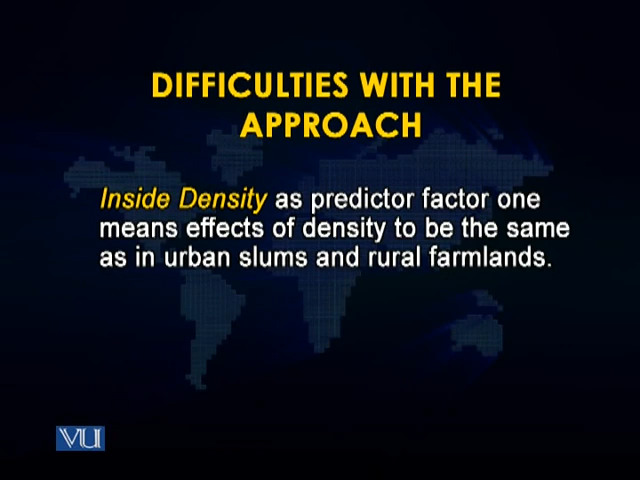 DIFFICULTIES WITH THE
APPROACH
Inside Density as predictor factor one
means effects of density to be the same
as in urban slums and rural farmlands.
VU